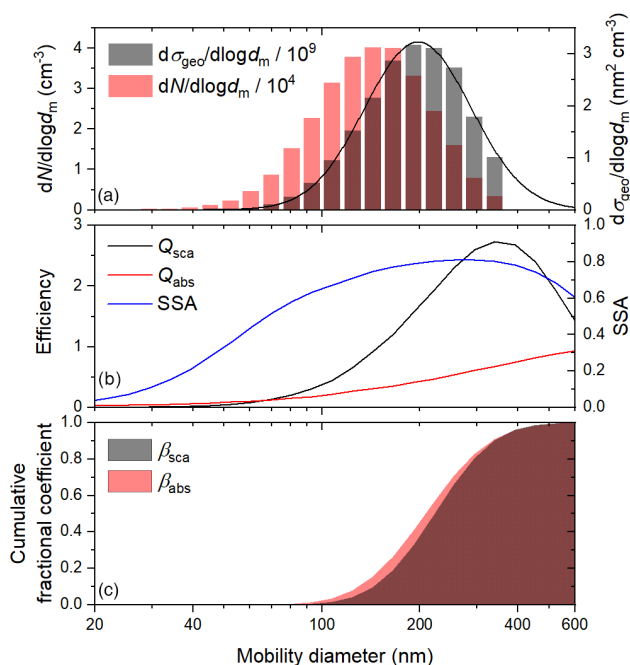 dσgeo/dlogdm / 10⁹
dN/dlogdm / 10⁴
dN/dlogdm (cm⁻³)
dσgeo/dlogdm (nm² cm⁻³)
4
3
2
1
0
3
2
1
0
(a)
Qsca
Qabs
SSA
Efficiency
SSA
3
2
1
0
1.0
0.8
0.6
0.4
0.2
0.0
(b)
βsca
βabs
Cumulative
fractional coefficient
1.0
0.8
0.6
0.4
0.2
0.0
(c)
20 100 200 400 600
Mobility diameter (nm)